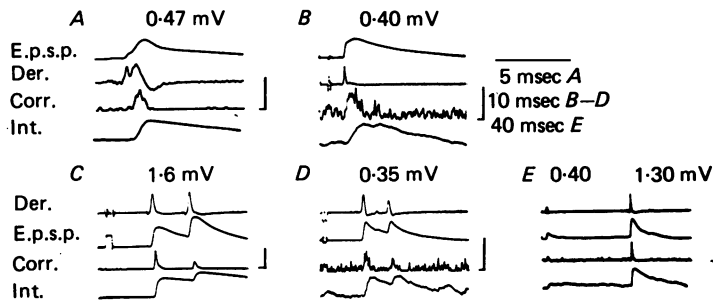 A 0·47 mV B 0·40 mV
E.p.s.p.
Der.
Corr.
Int.
5 msec A
10 msec B–D
40 msec E
C 1·6 mV D 0·35 mV E 0·40 1·30 mV
Der.
E.p.s.p.
Corr.
Int.